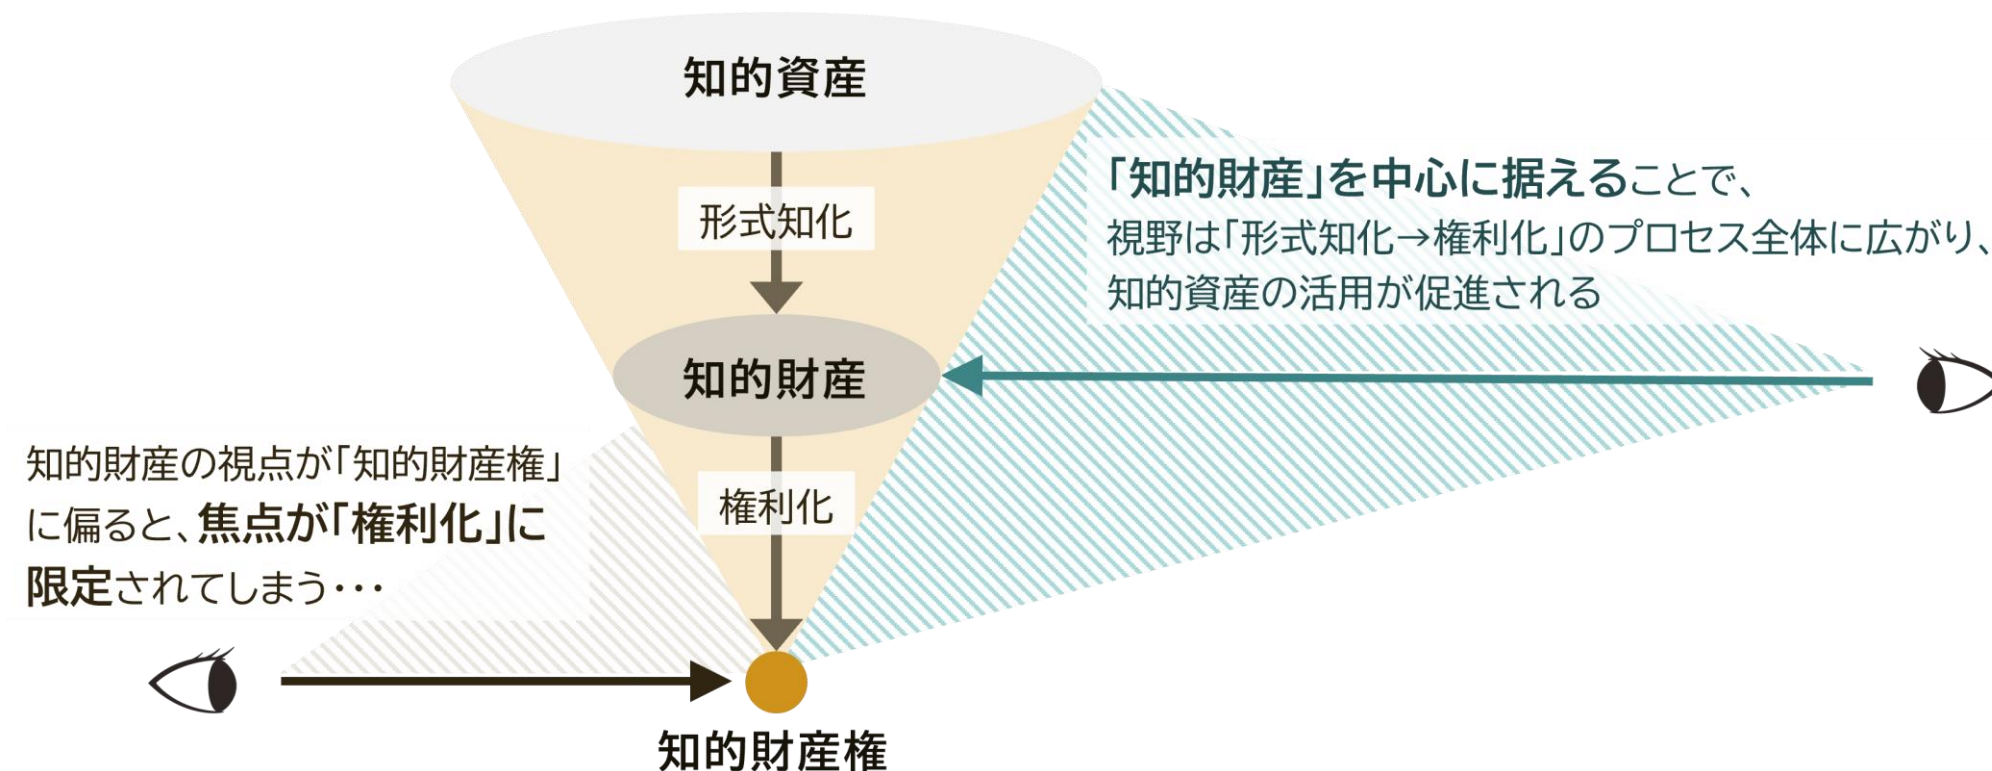 知的資産
形式知化
「知的財産」を中心に据えることで、
視野は「形式知化→権利化」のプロセス全体に広がり、
知的資産の活用が促進される
知的財産
知的財産の視点が「知的財産権」
に偏ると、焦点が「権利化」に
限定されてしまう･･･
権利化
知的財産権